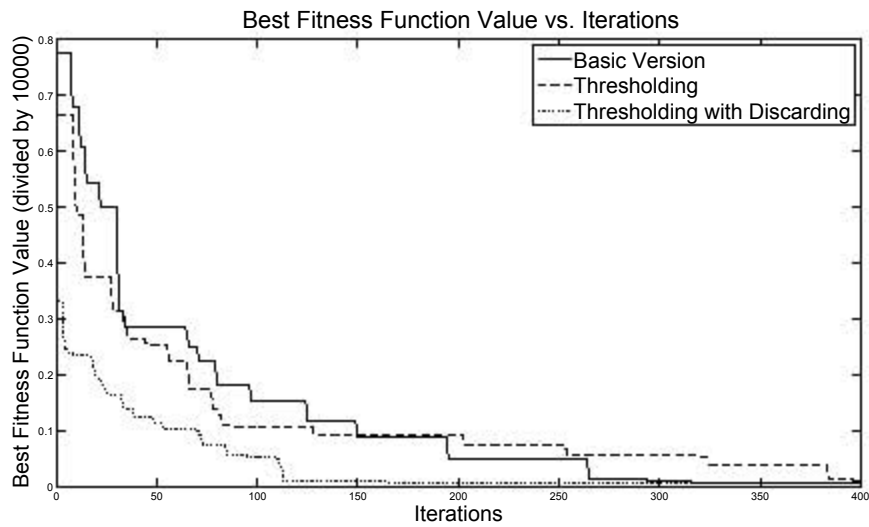 Best Fitness Function Value vs. Iterations
Best Fitness Function Value (divided by 10000)
0.8
0.7
0.6
0.5
0.4
0.3
0.2
0.1
0
Basic Version
Thresholding
Thresholding with Discarding
0 50 100 150 200 250 300 350 400
Iterations